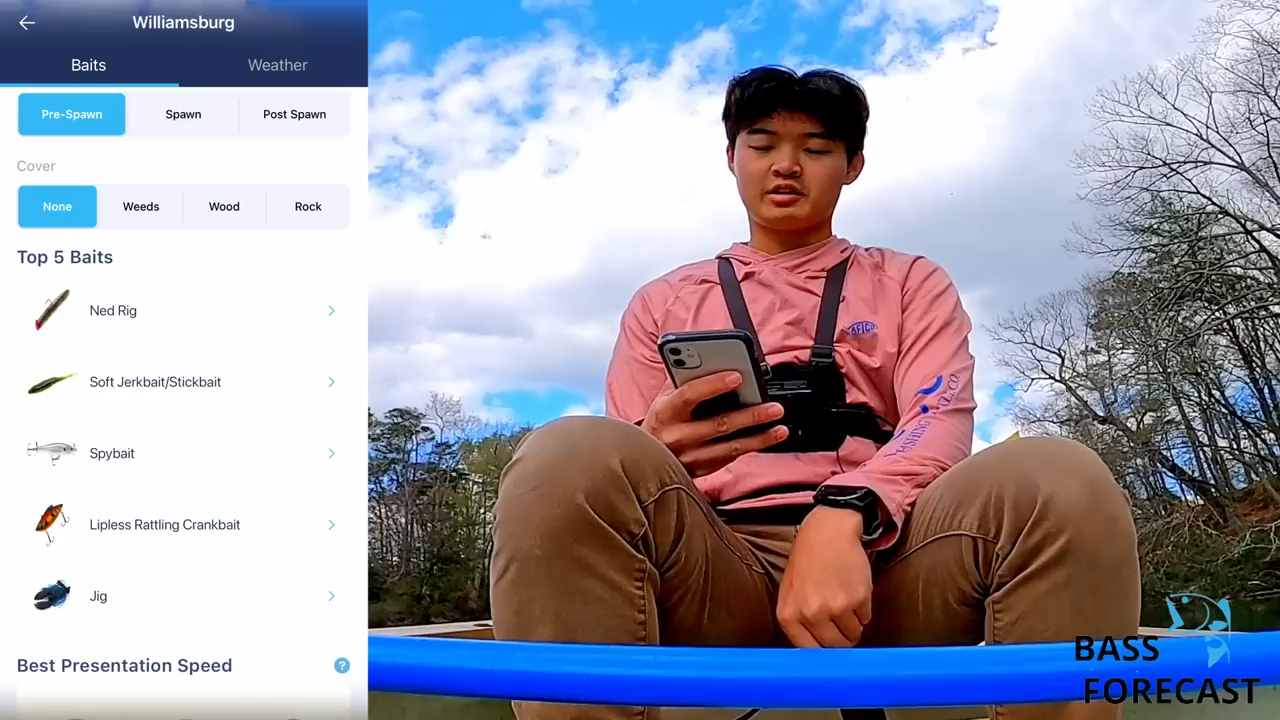 Williamsburg
Baits
Weather
Pre-Spawn
Spawn
Post Spawn
Cover
None
Weeds
Wood
Rock
Top 5 Baits
Ned Rig
Soft Jerkbait/Stickbait
Spybait
Lipless Rattling Crankbait
Jig
Best Presentation Speed
?
AFTCO
BASS
FORECAST